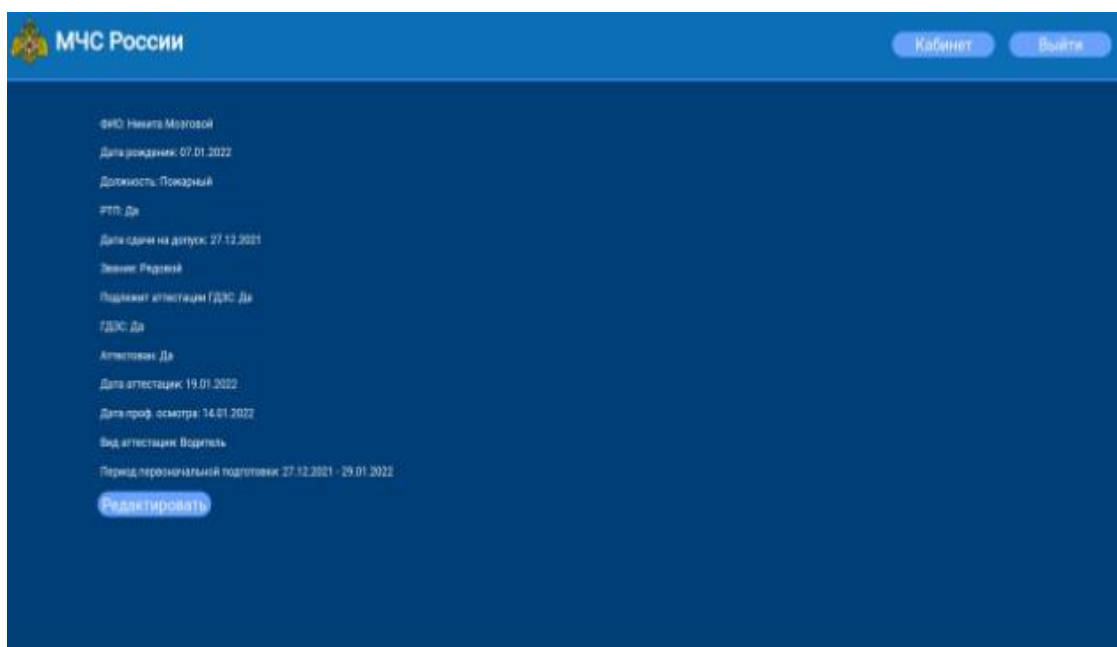 МЧС России
Кабинет
Выйти
ФИО: Никита Мозговой
Дата рождения: 07.01.2022
Должность: Пожарный
РТП: Да
Дата сдачи на допуск: 27.12.2021
Звание: Рядовой
Подлежит аттестации ГДЗС: Да
ГДЗС: Да
Аттестован: Да
Дата аттестации: 19.01.2022
Дата проф. осмотра: 14.01.2022
Вид аттестации: Водитель
Период первоначальной подготовки: 27.12.2021 - 29.01.2022
Редактировать